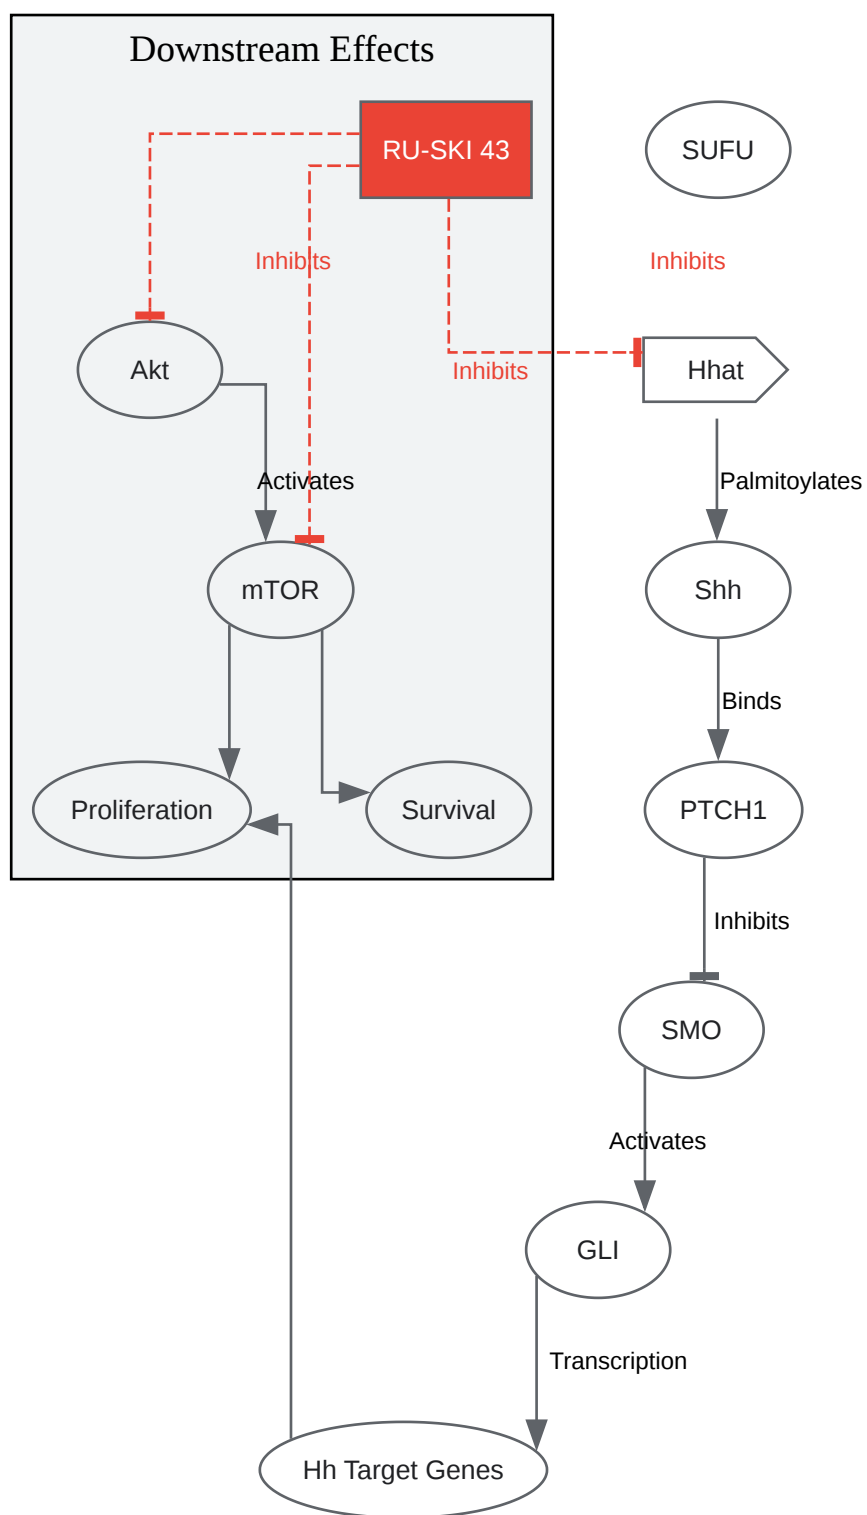 Downstream Effects
RU-SKI 43
SUFU
Inhibits
Inhibits
Akt
Inhibits
Hhat
Activates
Palmitoylates
mTOR
Shh
Binds
Proliferation
Survival
PTCH1
Inhibits
SMO
Activates
GLI
Transcription
Hh Target Genes